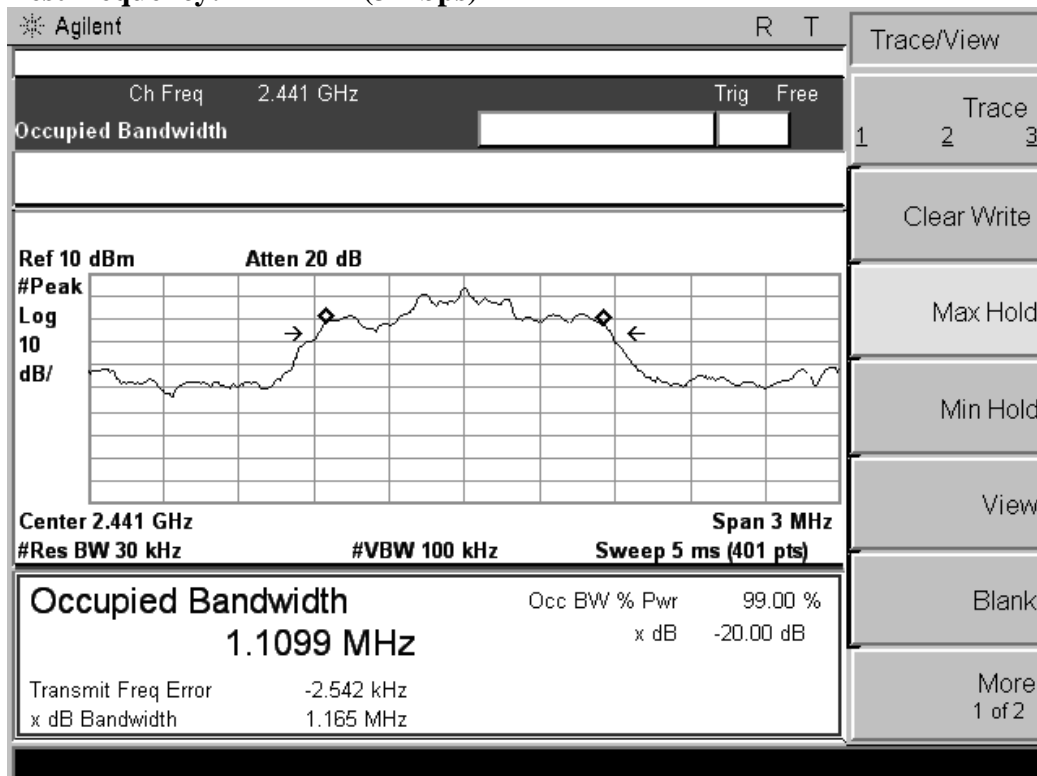 Agilent R T
Trace/View
Ch Freq 2.441 GHz Trig Free
Occupied Bandwidth
Trace
1 2 3
Clear Write
Ref 10 dBm Atten 20 dB
#Peak
Log
10
dB/
Max Hold
Min Hold
View
Center 2.441 GHz Span 3 MHz
#Res BW 30 kHz #VBW 100 kHz Sweep 5 ms (401 pts)
Occupied Bandwidth Occ BW % Pwr 99.00 %
1.1099 MHz x dB -20.00 dB
Transmit Freq Error -2.542 kHz
x dB Bandwidth 1.165 MHz
Blank
More
1 of 2